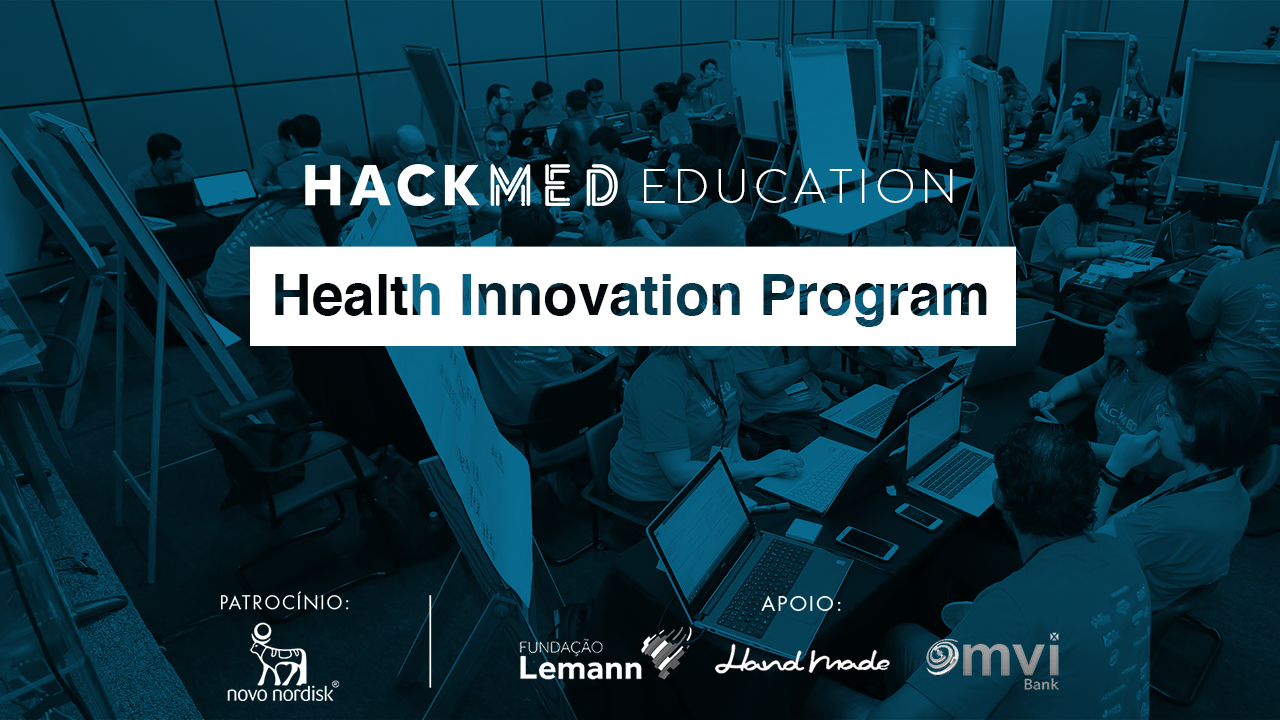 HACKMED EDUCATION
Health Innovation Program
PATROCÍNIO:
novo nordisk®
APOIO:
FUNDAÇÃO
Lemann
Hand Made
mvi
Bank